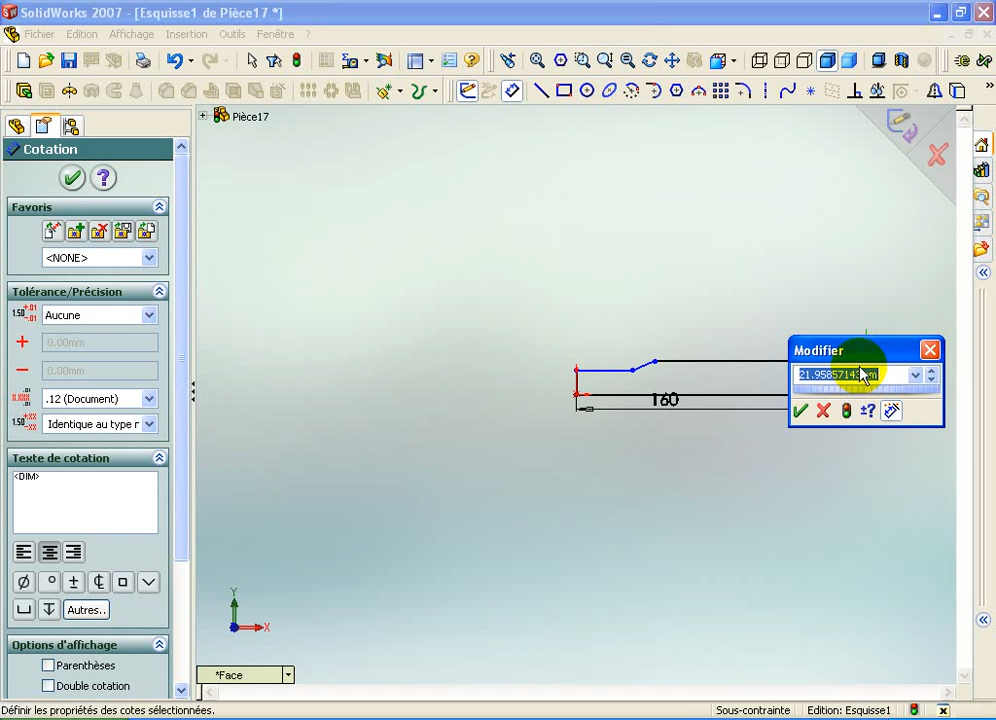 SolidWorks 2007 - [Esquisse1 de Pièce17 *]
Fichier Edition Affichage Insertion Outils Fenêtre ?
Pièce17
Cotation
Favoris
<NONE>
Tolérance/Précision
Aucune
0.00mm
0.00mm
.12 (Document)
Identique au type r
Texte de cotation
<DIM>
Autres..
Options d'affichage
Parenthèses
Double cotation
160
Modifier
Y
X
*Face
Définir les propriétés des cotes sélectionnées.
Sous-contrainte
Edition: Esquisse1